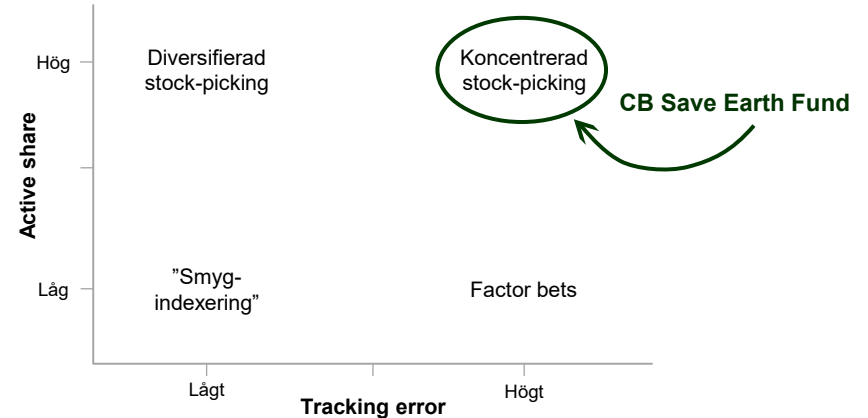 Hög
Diversifierad
stock-picking
Koncentrerad
stock-picking
CB Save Earth Fund
Active share
Låg
”Smyg-
indexering”
Factor bets
Lågt
Högt
Tracking error